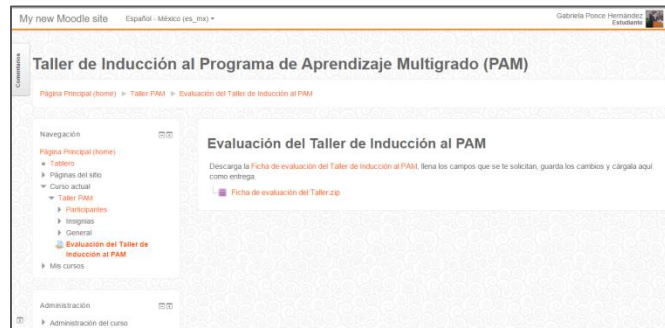 My new Moodle site Español - México (es_mx)
Gabriela Ponce Hernández
Estudiante
Comentarios
Taller de Inducción al Programa de Aprendizaje Multigrado (PAM)
Página Principal (home) Taller PAM Evaluación del Taller de Inducción al PAM
Navegación
Página Principal (home)
Tablero
Páginas del sitio
Curso actual
Taller PAM
Participantes
Insignias
General
Evaluación del Taller de
Inducción al PAM
Mis cursos
Evaluación del Taller de Inducción al PAM
Descarga la Ficha de evaluación del Taller de Inducción al PAM, llena los campos que se te solicitan, guarda los cambios y cárgala aquí
como entrega.
Ficha de evaluación del Taller.zip
Administración
Administración del curso